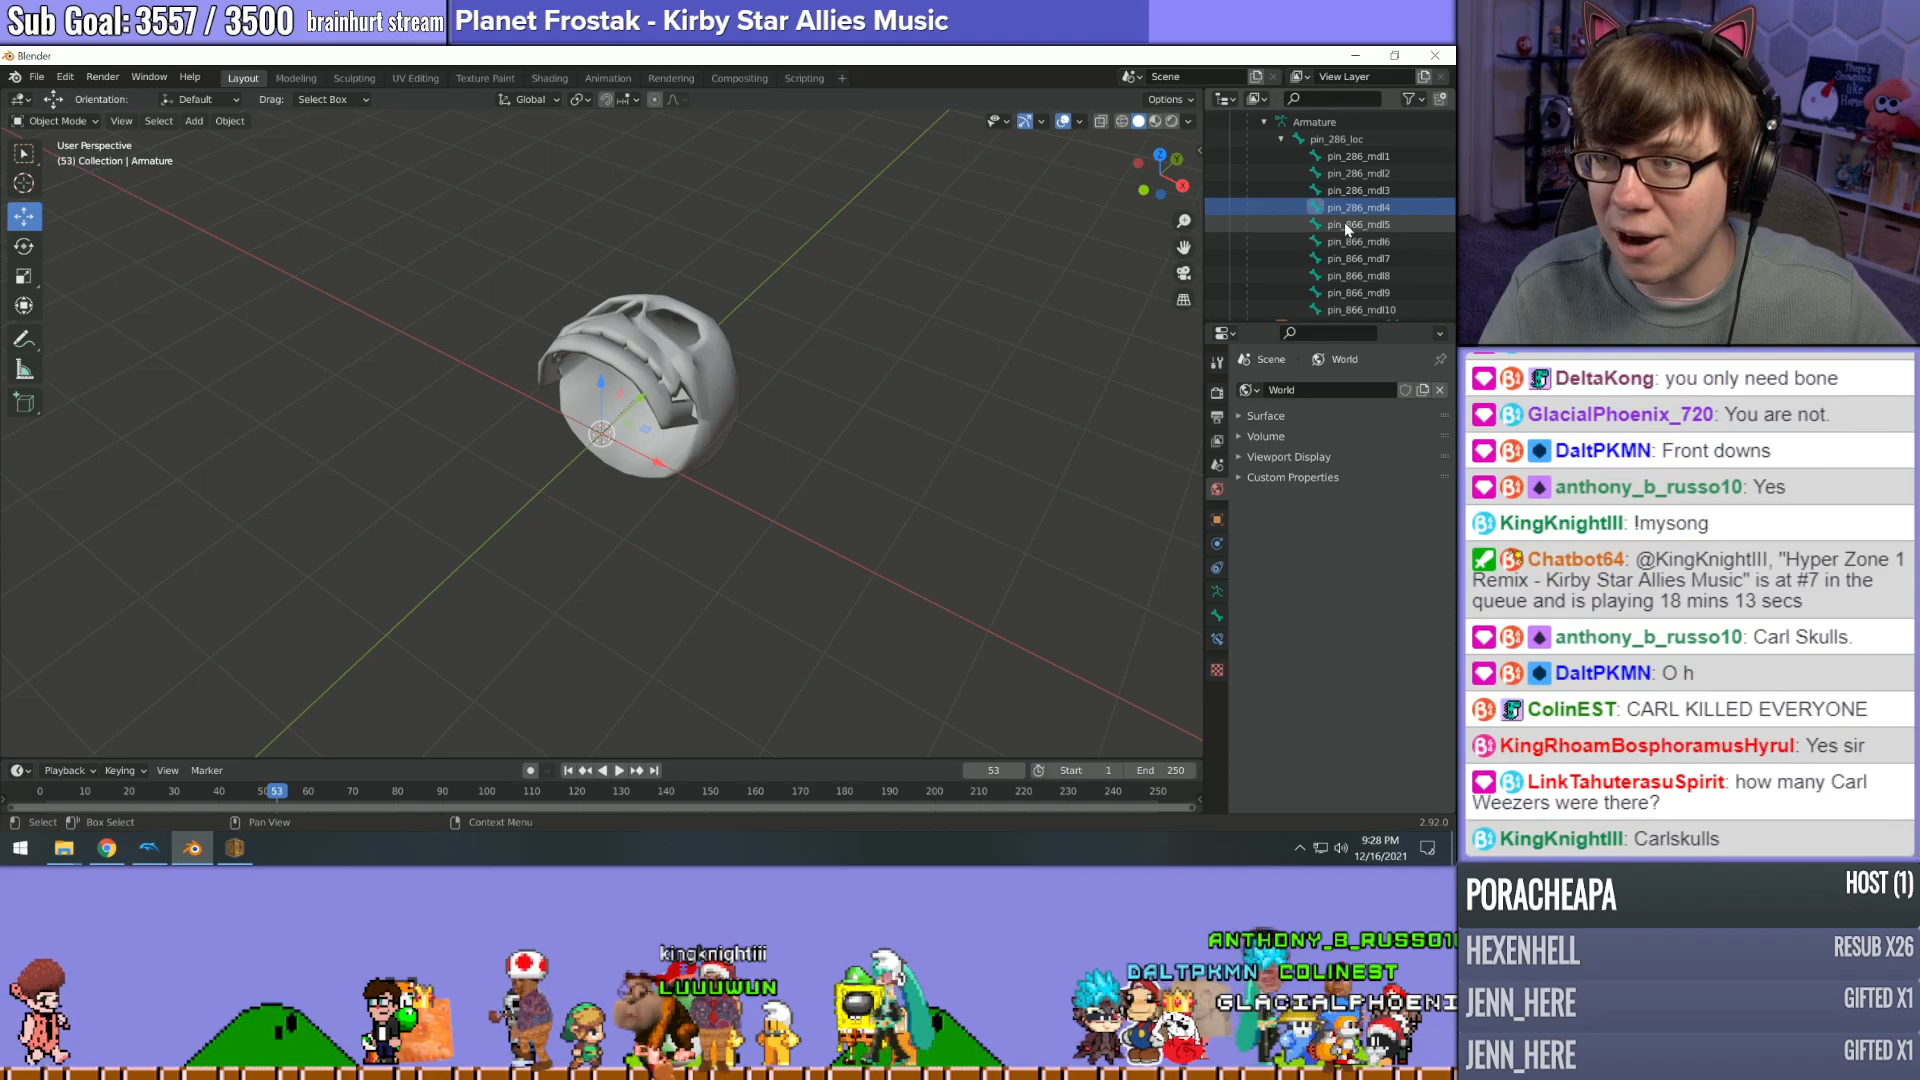 Sub Goal: 3557 / 3500 brainhurt stream
Planet Frostak - Kirby Star Allies Music
Blender
File Edit Render Window Help
Layout Modeling Sculpting UV Editing Texture Paint Shading Animation Rendering Compositing Scripting +
Scene
View Layer
Orientation: Default Drag: Select Box
Global
Options
Object Mode View Select Add Object
User Perspective
(53) Collection | Armature
Z
Y
X
Armature
pin_286_loc
pin_286_mdl1
pin_286_mdl2
pin_286_mdl3
pin_286_mdl4
pin_866_mdl5
pin_866_mdl6
pin_866_mdl7
pin_866_mdl8
pin_866_mdl9
pin_866_mdl10
Scene World
World
Surface
Volume
Viewport Display
Custom Properties
Playback Keying View Marker
53 Start 1 End 250
0 10 20 30 40 50 53 60 70 80 90 100 110 120 130 140 150 160 170 180 190 200 210 220 230 240 250
Select Box Select Pan View Context Menu
2.92.0
9:28 PM
12/16/2021
There's
Snowplace
like
Home
DeltaKong: you only need bone
GlacialPhoenix_720: You are not.
DaltPKMN: Front downs
anthony_b_russo10: Yes
KingKnightIII: !mysong
Chatbot64: @KingKnightIII, "Hyper Zone 1
Remix - Kirby Star Allies Music" is at #7 in the
queue and is playing 18 mins 13 secs
anthony_b_russo10: Carl Skulls.
DaltPKMN: O h
ColinEST: CARL KILLED EVERYONE
KingRhoamBosphoramusHyrul: Yes sir
LinkTahuterasuSpirit: how many Carl
Weezers were there?
KingKnightIII: Carlskulls
PORACHEAPA HOST (1)
HEXENHELL RESUB X26
JENN_HERE GIFTED X1
JENN_HERE GIFTED X1
kingknightiii
LUUUWUN
ANTHONY_B_RUSSO1
DALTPKMN COLINEST
GLACIALPHOENI